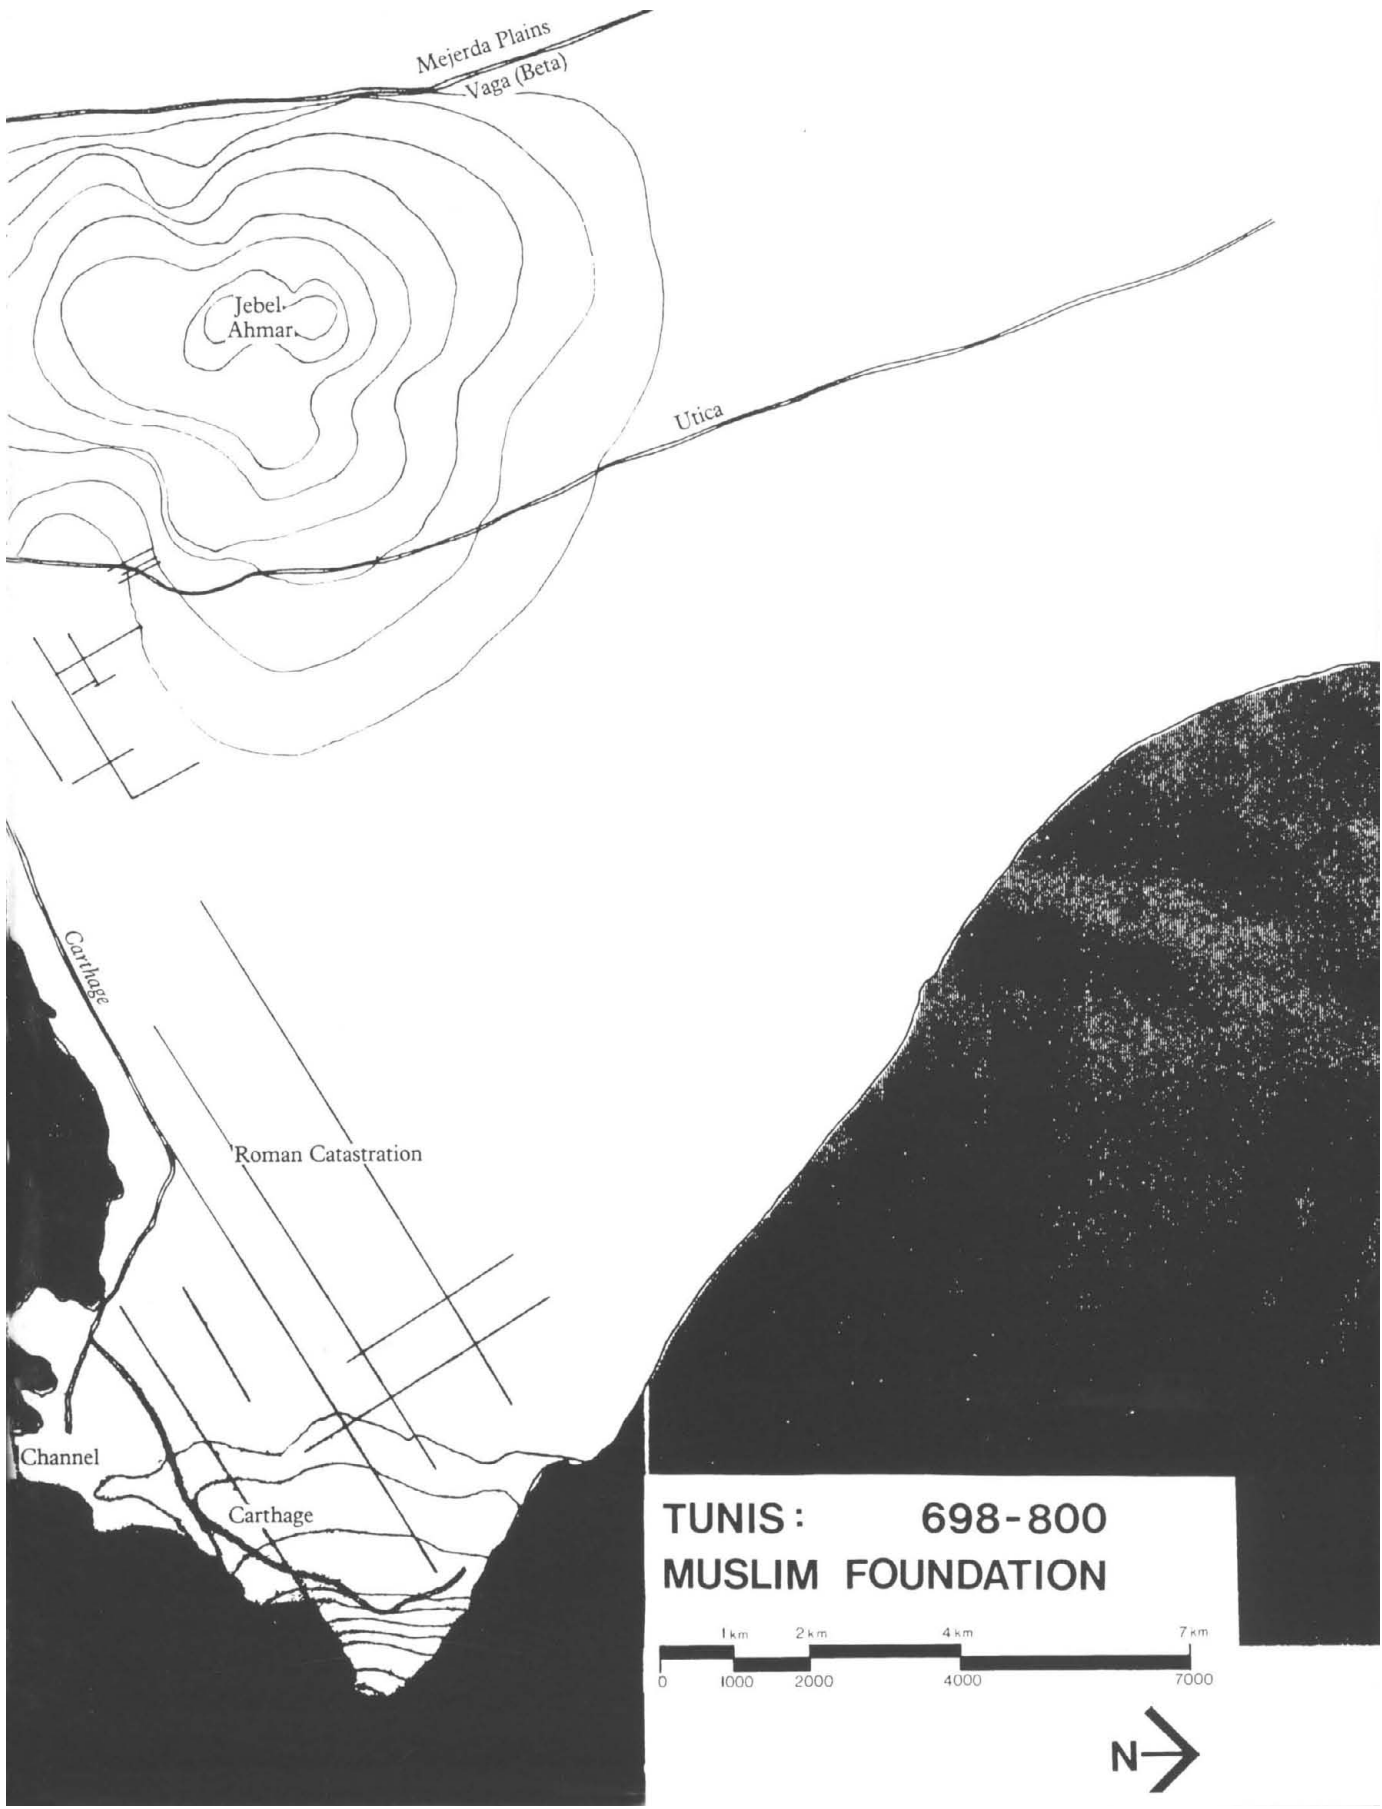 Mejerda Plains
Vaga (Beta)
Jebel
Ahmar
Utica
Carthage
Roman Catastration
Channel
Carthage
TUNIS: 698-800
MUSLIM FOUNDATION
1 km 2 km 4 km 7 km
0 1000 2000 4000 7000
N